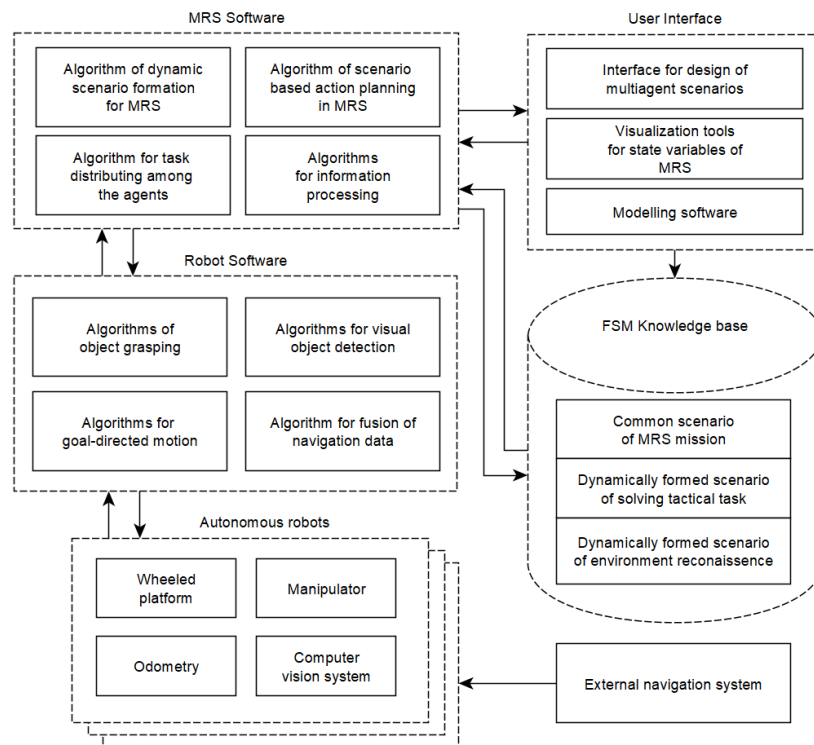 MRS Software
Algorithm of dynamic
scenario formation
for MRS
Algorithm of scenario
based action planning
in MRS
Algorithm for task
distributing among
the agents
Algorithms
for information
processing
User Interface
Interface for design of
multiagent scenarios
Visualization tools
for state variables of
MRS
Modelling software
Robot Software
Algorithms of
object grasping
Algorithms for visual
object detection
Algorithms for
goal-directed motion
Algorithm for fusion of
navigation data
FSM Knowledge base
Common scenario
of MRS mission
Dynamically formed scenario
of solving tactical task
Dynamically formed scenario
of environment reconaissence
Autonomous robots
Wheeled
platform
Manipulator
Odometry
Computer
vision system
External navigation system